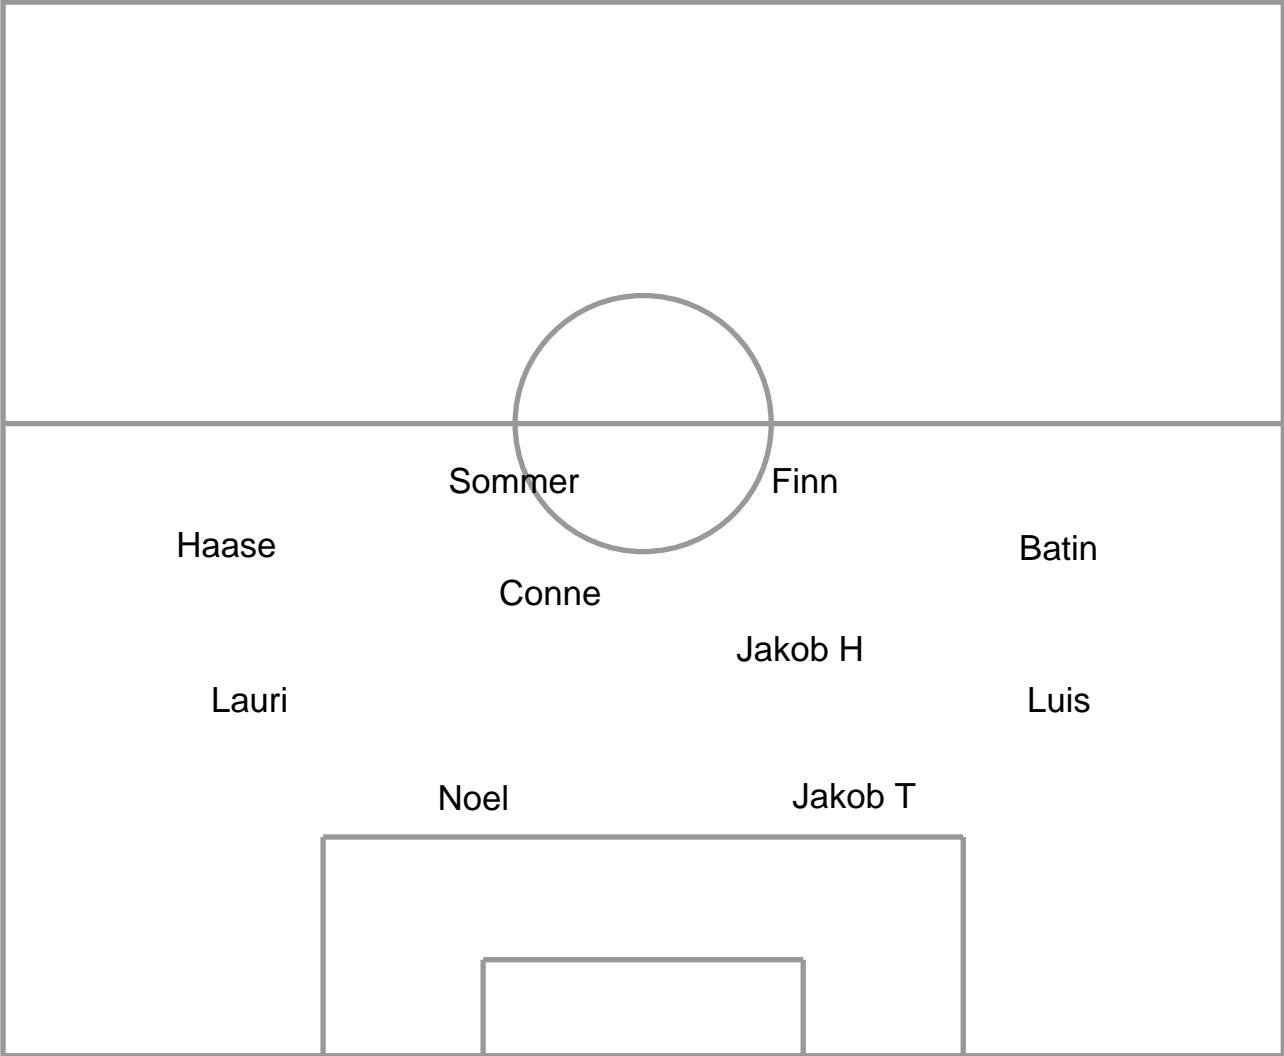 Sommer Finn
Haase Batin
Conne
Jakob H
Lauri Luis
Noel Jakob T